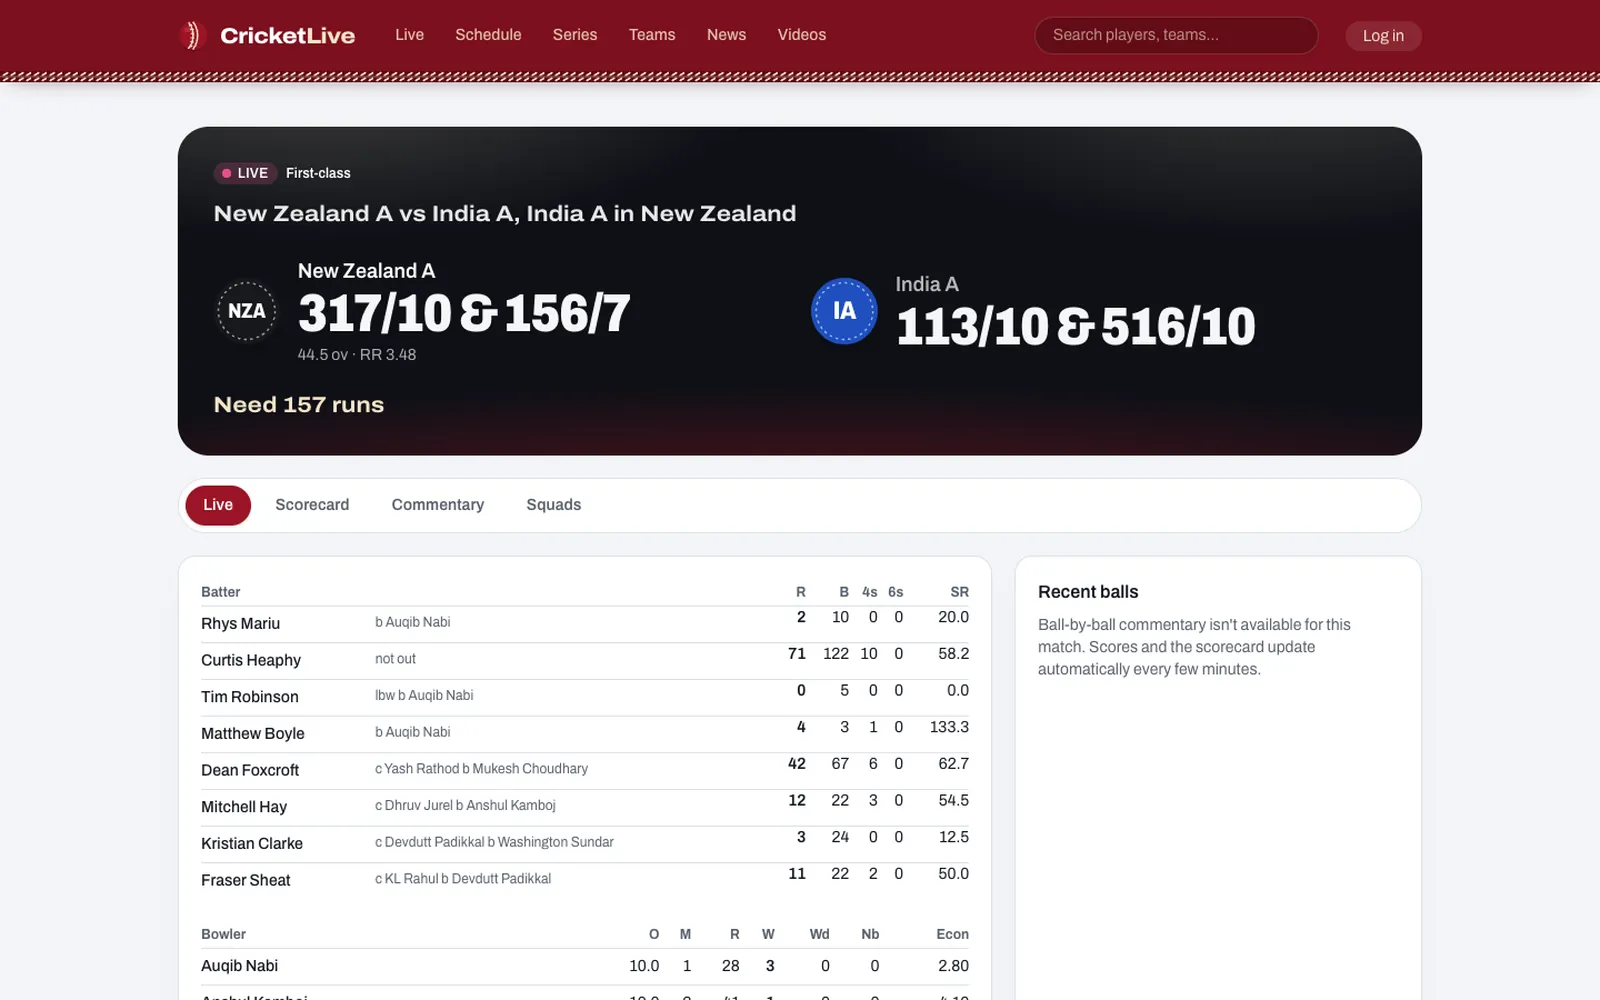 CricketLive Live Schedule Series Teams News Videos Search players, teams... Log in
LIVE First-class
New Zealand A vs India A, India A in New Zealand
NZA
New Zealand A
317/10 & 156/7
44.5 ov · RR 3.48
IA
India A
113/10 & 516/10
Need 157 runs
Live Scorecard Commentary Squads
Batter R B 4s 6s SR
Rhys Mariu b Auqib Nabi 2 10 0 0 20.0
Curtis Heaphy not out 71 122 10 0 58.2
Tim Robinson lbw b Auqib Nabi 0 5 0 0 0.0
Matthew Boyle b Auqib Nabi 4 3 1 0 133.3
Dean Foxcroft c Yash Rathod b Mukesh Choudhary 42 67 6 0 62.7
Mitchell Hay c Dhruv Jurel b Anshul Kamboj 12 22 3 0 54.5
Kristian Clarke c Devdutt Padikkal b Washington Sundar 3 24 0 0 12.5
Fraser Sheat c KL Rahul b Devdutt Padikkal 11 22 2 0 50.0
Bowler O M R W Wd Nb Econ
Auqib Nabi 10.0 1 28 3 0 0 2.80
Recent balls
Ball-by-ball commentary isn't available for this
match. Scores and the scorecard update
automatically every few minutes.